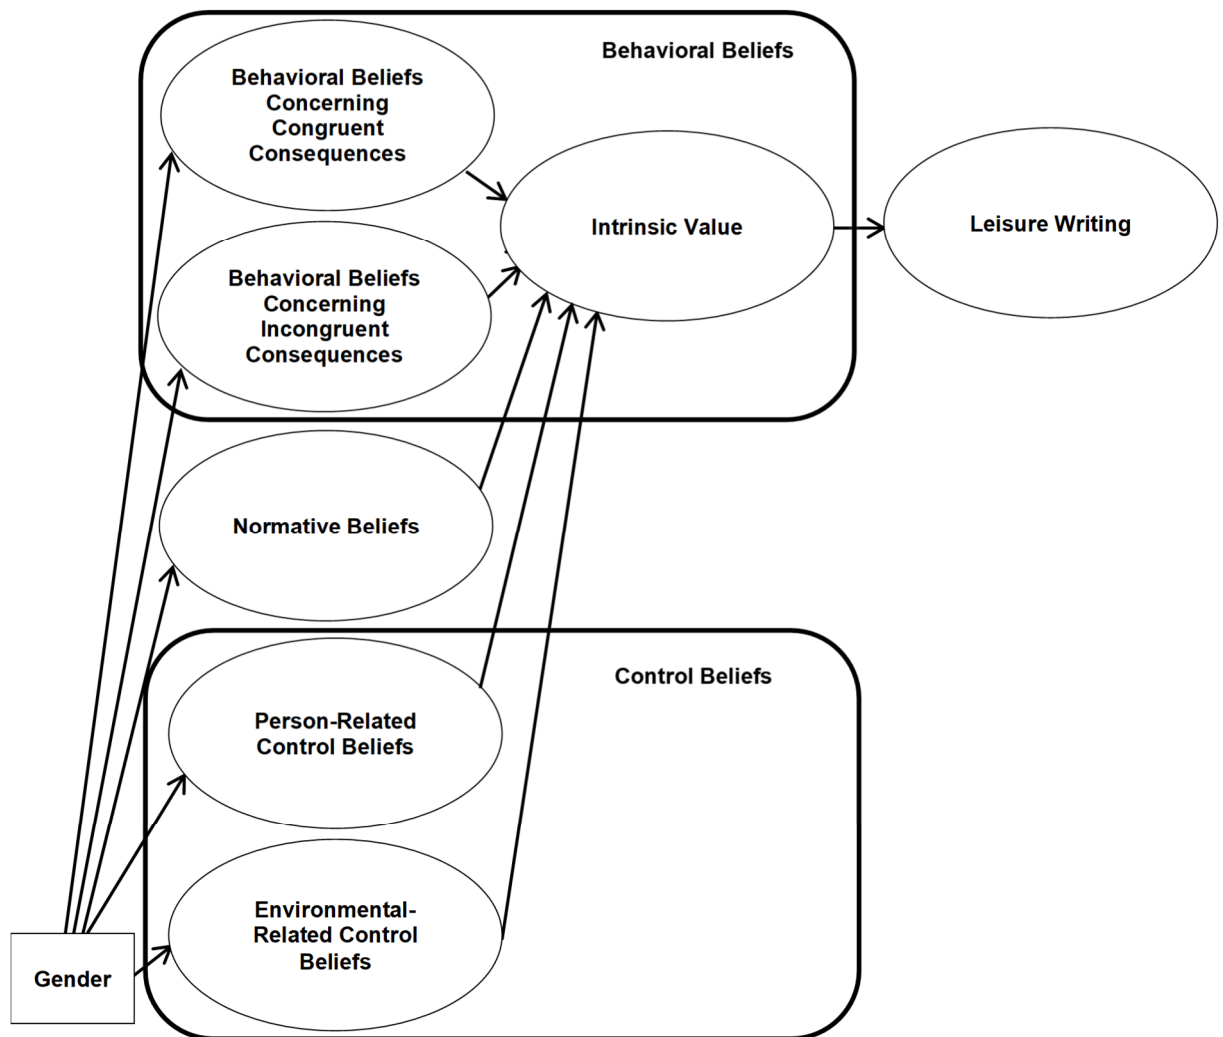 Behavioral Beliefs
Behavioral Beliefs
Concerning
Congruent
Consequences
Intrinsic Value
Leisure Writing
Behavioral Beliefs
Concerning
Incongruent
Consequences
Normative Beliefs
Control Beliefs
Person-Related
Control Beliefs
Environmental-
Related Control
Beliefs
Gender